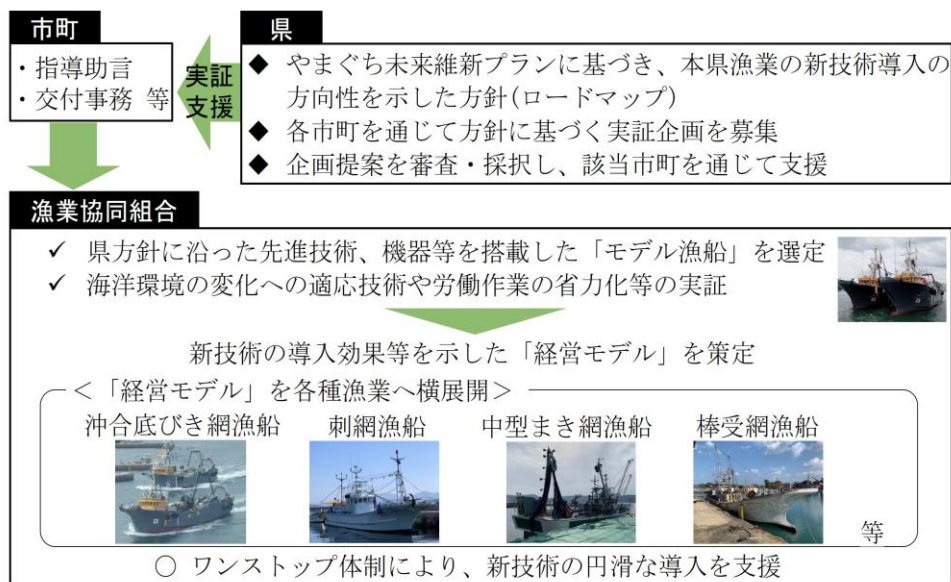 市町
・指導助言
・交付事務 等
実証
支援
県
◆ やまぐち未来維新プランに基づき、本県漁業の新技術導入の
方向性を示した方針(ロードマップ)
◆ 各市町を通じて方針に基づく実証企画を募集
◆ 企画提案を審査・採択し、該当市町を通じて支援
漁業協同組合
✓ 県方針に沿った先進技術、機器等を搭載した「モデル漁船」を選定
✓ 海洋環境の変化への適応技術や労働作業の省力化等の実証
新技術の導入効果等を示した「経営モデル」を策定
＜「経営モデル」を各種漁業へ横展開＞
沖合底びき網漁船 刺網漁船 中型まき網漁船 棒受網漁船
等
○ ワンストップ体制により、新技術の円滑な導入を支援